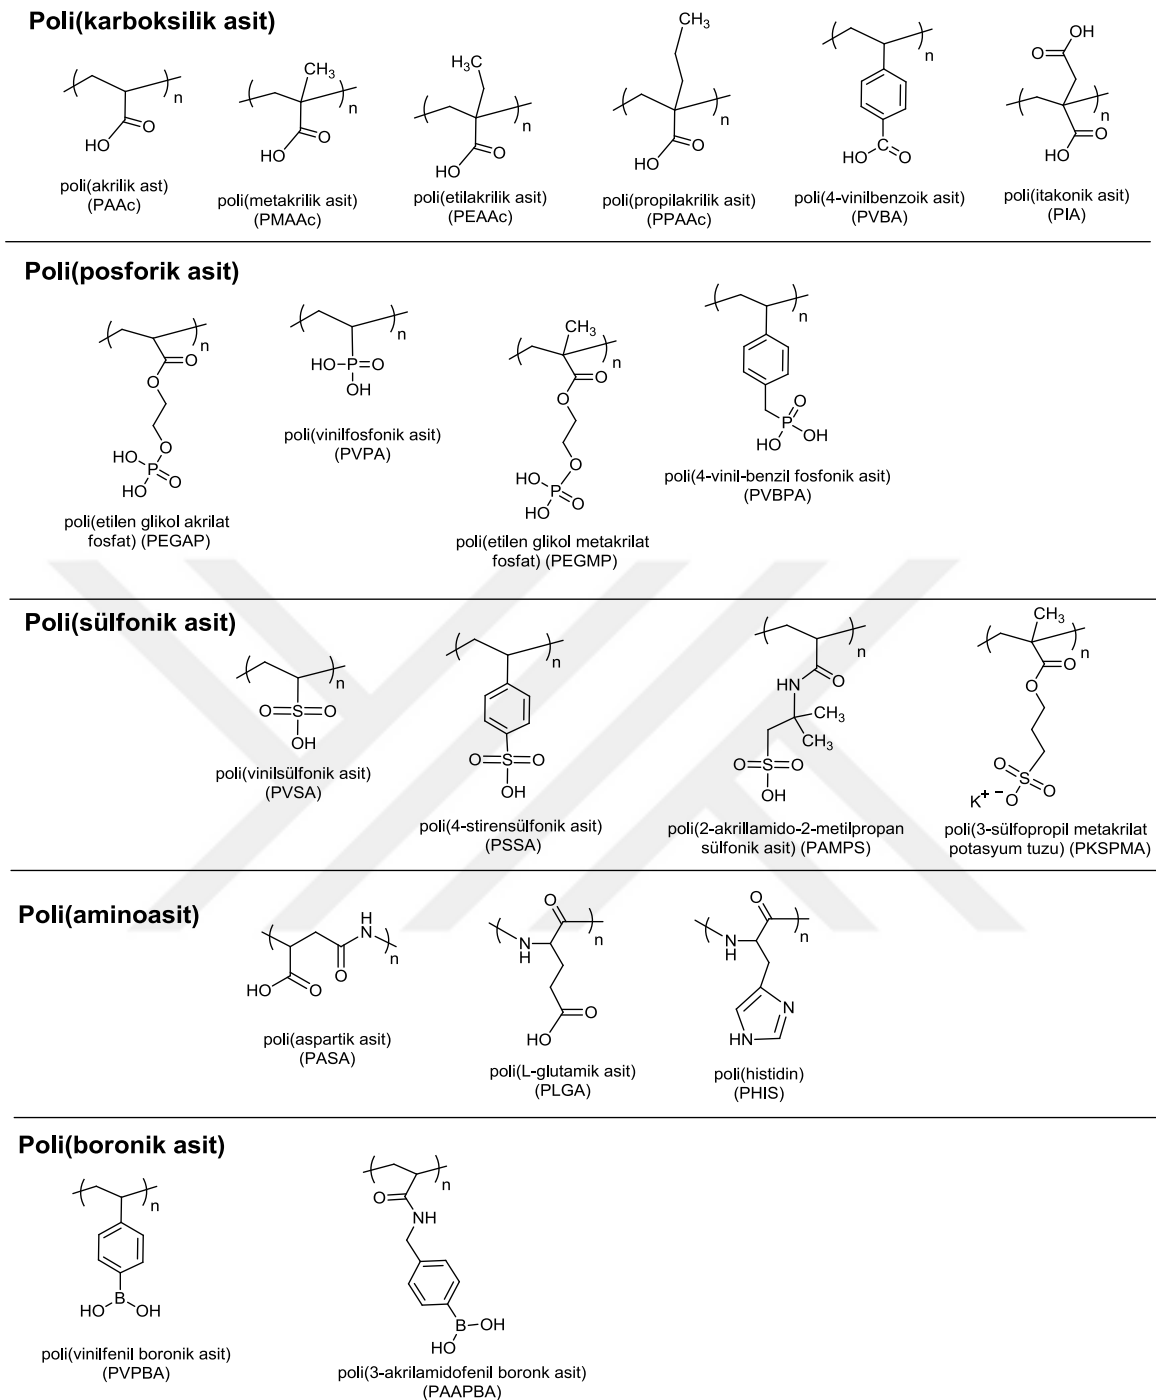 Poli(karboksilik asit)
poli(akrilik ast)
(PAAc)
poli(metakrilik asit)
(PMAAc)
poli(etilakrilik asit)
(PEAAc)
poli(propilakrilik asit)
(PPAAc)
poli(4-vinilbenzoik asit)
(PVBA)
poli(itakonik asit)
(PIA)
Poli(posforik asit)
poli(etilen glikol akrilat
fosfat) (PEGAP)
poli(vinilfosfonik asit)
(PVPA)
poli(etilen glikol metakrilat
fosfat) (PEGMP)
poli(4-vinil-benzil fosfonik asit)
(PVBPA)
Poli(sülfonik asit)
poli(vinilsülfonik asit)
(PVSA)
poli(4-stirensülfonik asit)
(PSSA)
poli(2-akrillamido-2-metilpropan
sülfonik asit) (PAMPS)
poli(3-sülfopropil metakrilat
potasyum tuzu) (PKSPMA)
Poli(aminoasit)
poli(aspartik asit)
(PASA)
poli(L-glutamik asit)
(PLGA)
poli(histidin)
(PHIS)
Poli(boronik asit)
poli(vinilfenil boronik asit)
(PVPBA)
poli(3-akrilamidofenil boronk asit)
(PAAPBA)